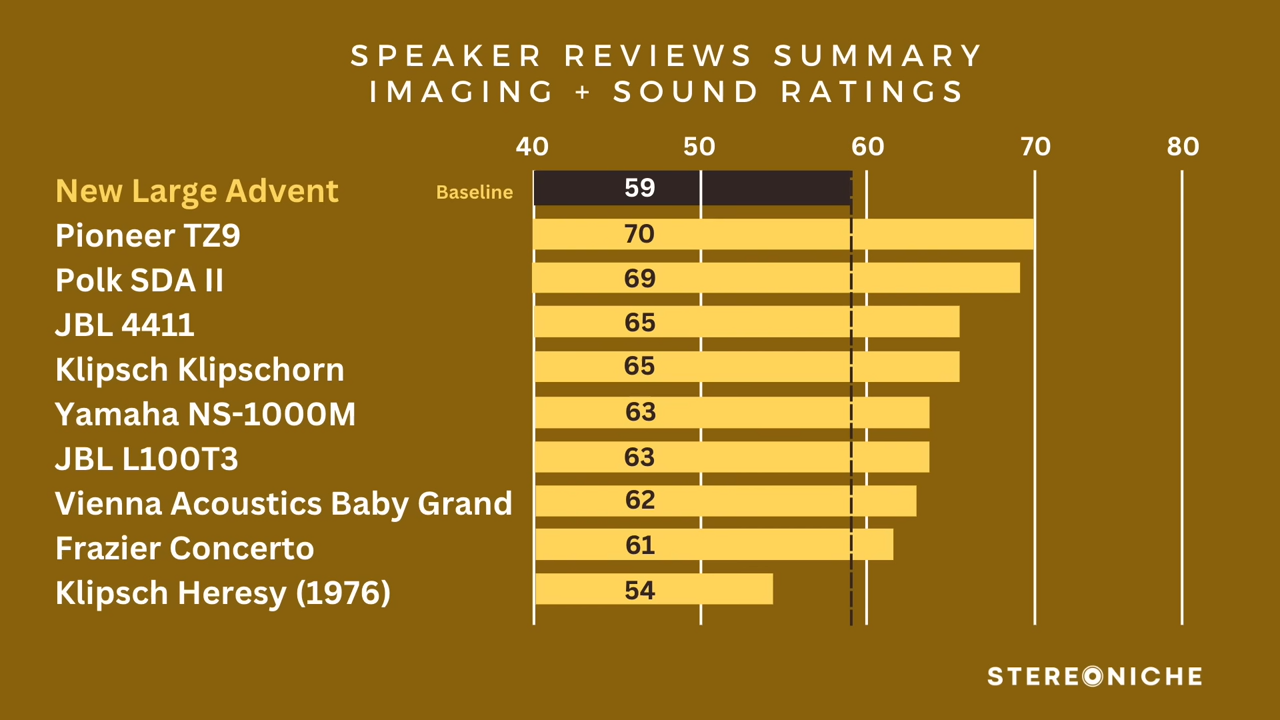 SPEAKER REVIEWS SUMMARY
IMAGING + SOUND RATINGS
40 50 60 70 80
New Large Advent Baseline 59
Pioneer TZ9 70
Polk SDA II 69
JBL 4411 65
Klipsch Klipschorn 65
Yamaha NS-1000M 63
JBL L100T3 63
Vienna Acoustics Baby Grand 62
Frazier Concerto 61
Klipsch Heresy (1976) 54
STEREONICHE